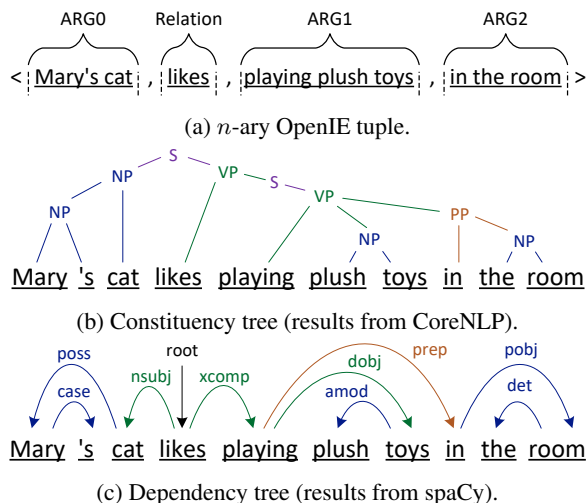 ARG0 Relation ARG1 ARG2
< Mary's cat , likes , playing plush toys , in the room >
(a) n-ary OpenIE tuple.
S
NP VP S
NP VP PP
NP NP
Mary 's cat likes playing plush toys in the room
(b) Constituency tree (results from CoreNLP).
poss root prep pobj
case nsubj xcomp dobj amod det
Mary 's cat likes playing plush toys in the room
(c) Dependency tree (results from spaCy).